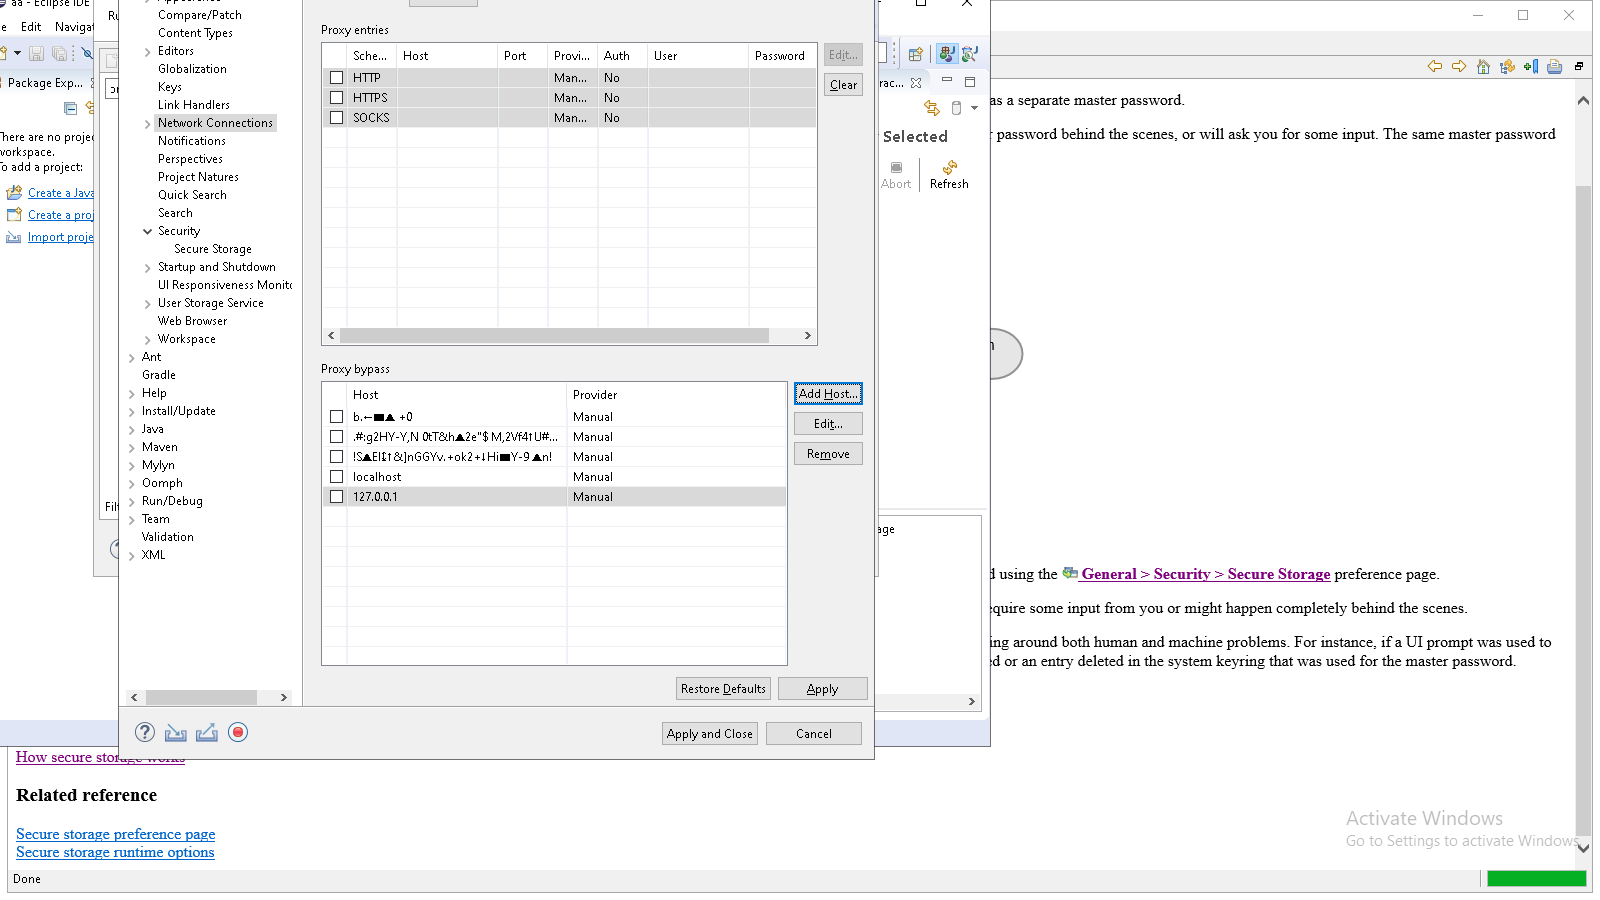 aa - Eclipse IDE
Edit Naviga
Package Exp...
There are no projec
workspace.
To add a project:
Create a Java
Create a proj
Import proje
Compare/Patch
Content Types
Editors
Globalization
Keys
Link Handlers
Network Connections
Notifications
Perspectives
Project Natures
Quick Search
Search
Security
Secure Storage
Startup and Shutdown
UI Responsiveness Monito
User Storage Service
Web Browser
Workspace
Ant
Gradle
Help
Install/Update
Java
Maven
Mylyn
Oomph
Run/Debug
Team
Validation
XML
Proxy entries
Sche... Host Port Provi... Auth User Password
HTTP Man... No
HTTPS Man... No
SOCKS Man... No
Edit...
Clear
Proxy bypass
Host Provider
b.←■▲ +0 Manual
.#:g2HY-Y,N 0tT&h▲2e"$ M,2Vf4↑U#... Manual
Manual
localhost Manual
127.0.0.1 Manual
Add Host...
Edit...
Remove
Restore Defaults Apply
Apply and Close Cancel
rac...
Selected
Abort Refresh
age
as a separate master password.
r password behind the scenes, or will ask you for some input. The same master password
n
d using the General > Security > Secure Storage preference page.
equire some input from you or might happen completely behind the scenes.
ing around both human and machine problems. For instance, if a UI prompt was used to
ed or an entry deleted in the system keyring that was used for the master password.
How secure storage works
Related reference
Secure storage preference page
Secure storage runtime options
Activate Windows
Go to Settings to activate Windows.
Done